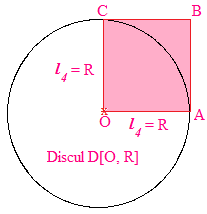 C
B
l₄ = R
O
A
l₄ = R
Discul D[O, R]